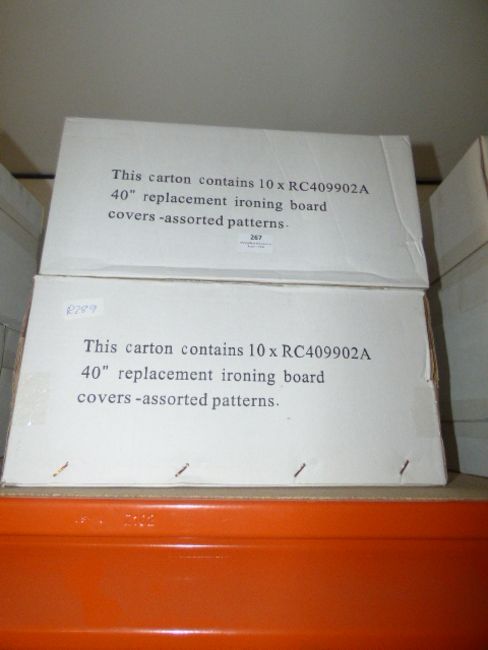 This carton contains 10 x RC409902A
40" replacement ironing board
covers -assorted patterns.
267
R289
This carton contains 10 x RC409902A
40" replacement ironing board
covers -assorted patterns.